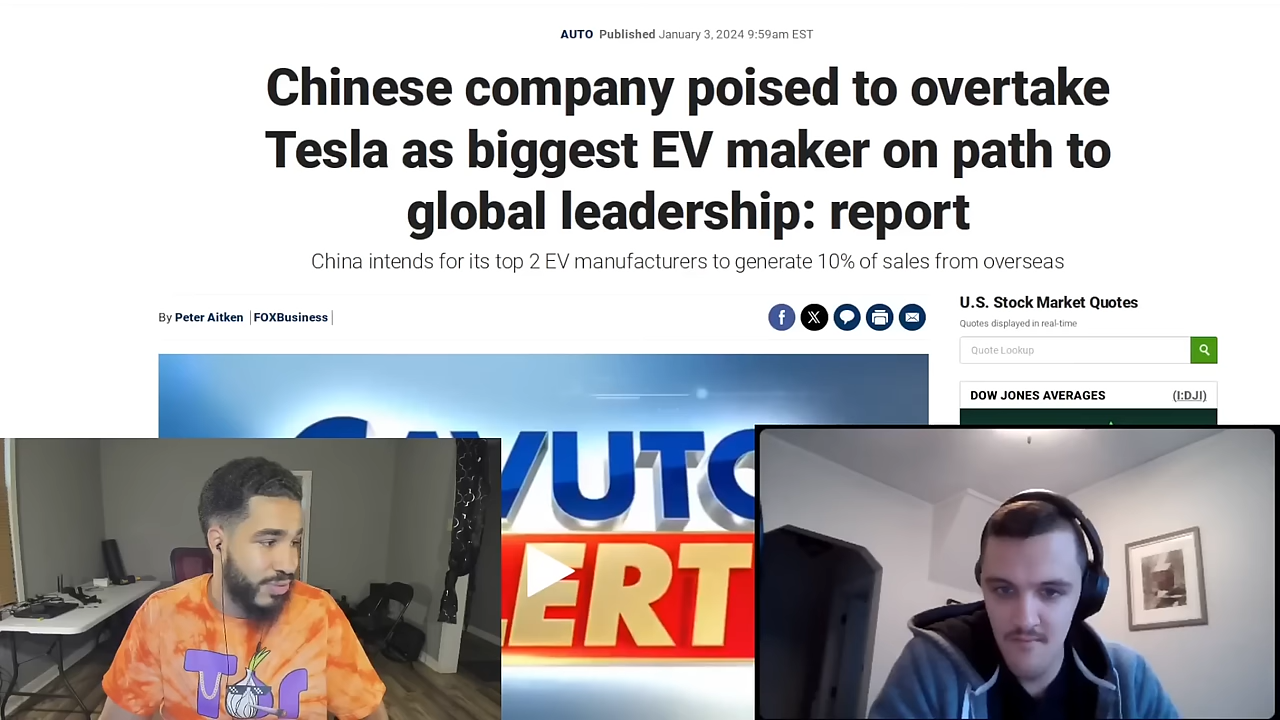 AUTO Published January 3, 2024 9:59am EST
Chinese company poised to overtake
Tesla as biggest EV maker on path to
global leadership: report
China intends for its top 2 EV manufacturers to generate 10% of sales from overseas
By Peter Aitken | FOXBusiness |
U.S. Stock Market Quotes
Quotes displayed in real-time
Quote Lookup
DOW JONES AVERAGES (I:DJI)
CAVUTO
ERT
Tor